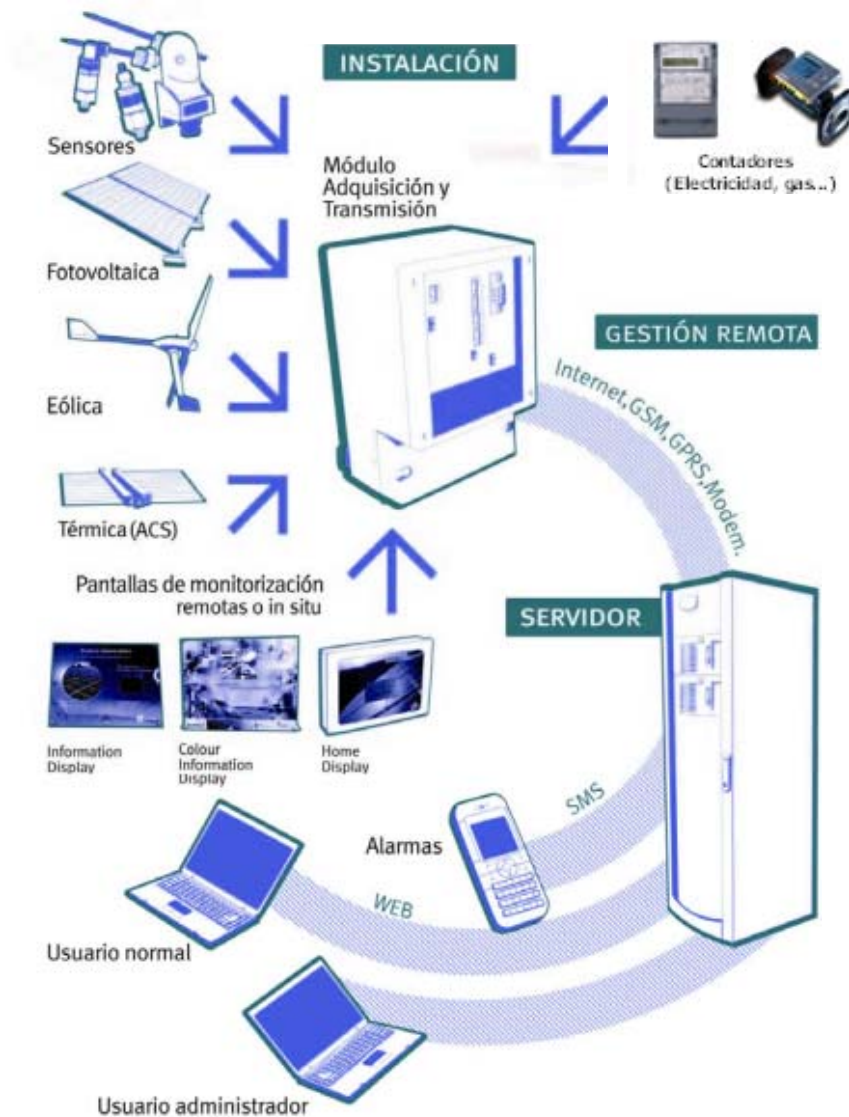 INSTALACIÓN
Sensores
Contadores
(Electricidad, gas...)
Módulo
Adquisición y
Transmisión
Fotovoltaica
GESTIÓN REMOTA
Internet,GSM,GPRS,Modem.
Eólica
Térmica (ACS)
Pantallas de monitorización
remotas o in situ
SERVIDOR
Information
Display
Colour
Information
Display
Home
Display
SMS
Alarmas
WEB
Usuario normal
Usuario administrador